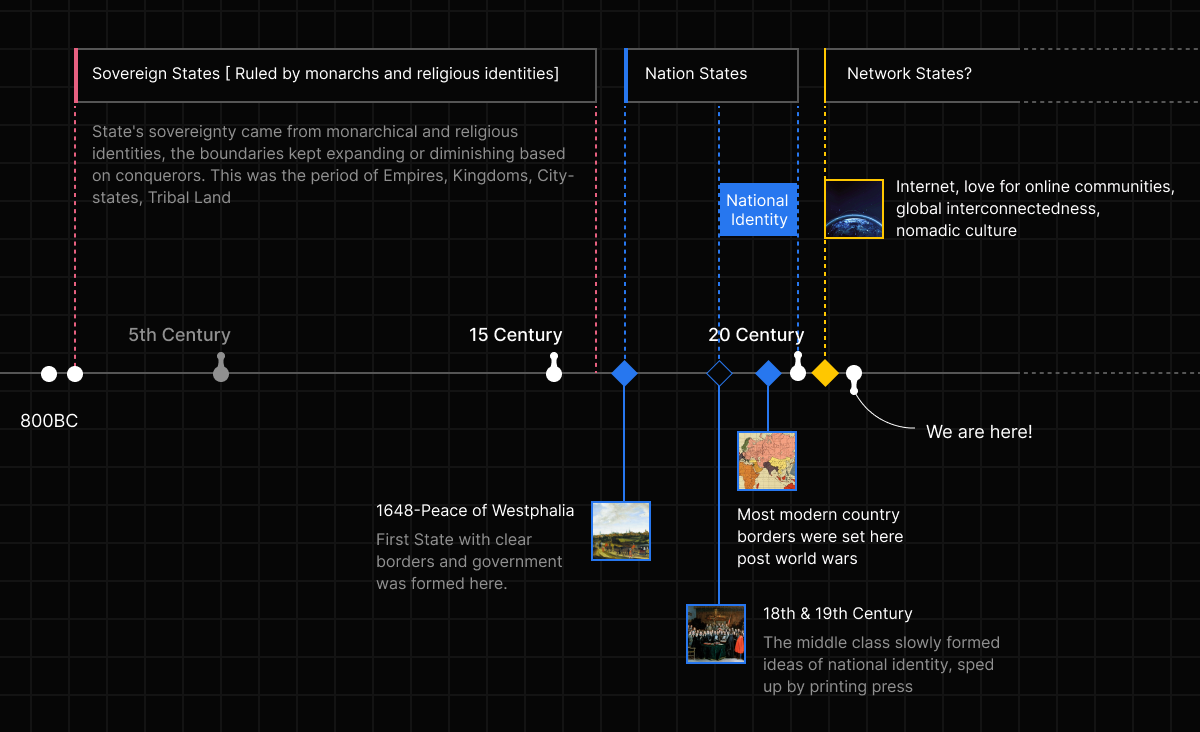 Sovereign States [ Ruled by monarchs and religious identities]
Nation States
Network States?
State's sovereignty came from monarchical and religious
identities, the boundaries kept expanding or diminishing based
on conquerors. This was the period of Empires, Kingdoms, City-
states, Tribal Land
National
Identity
Internet, love for online communities,
global interconnectedness,
nomadic culture
5th Century
15 Century
20 Century
800BC
We are here!
1648-Peace of Westphalia
First State with clear
borders and government
was formed here.
Most modern country
borders were set here
post world wars
18th & 19th Century
The middle class slowly formed
ideas of national identity, sped
up by printing press